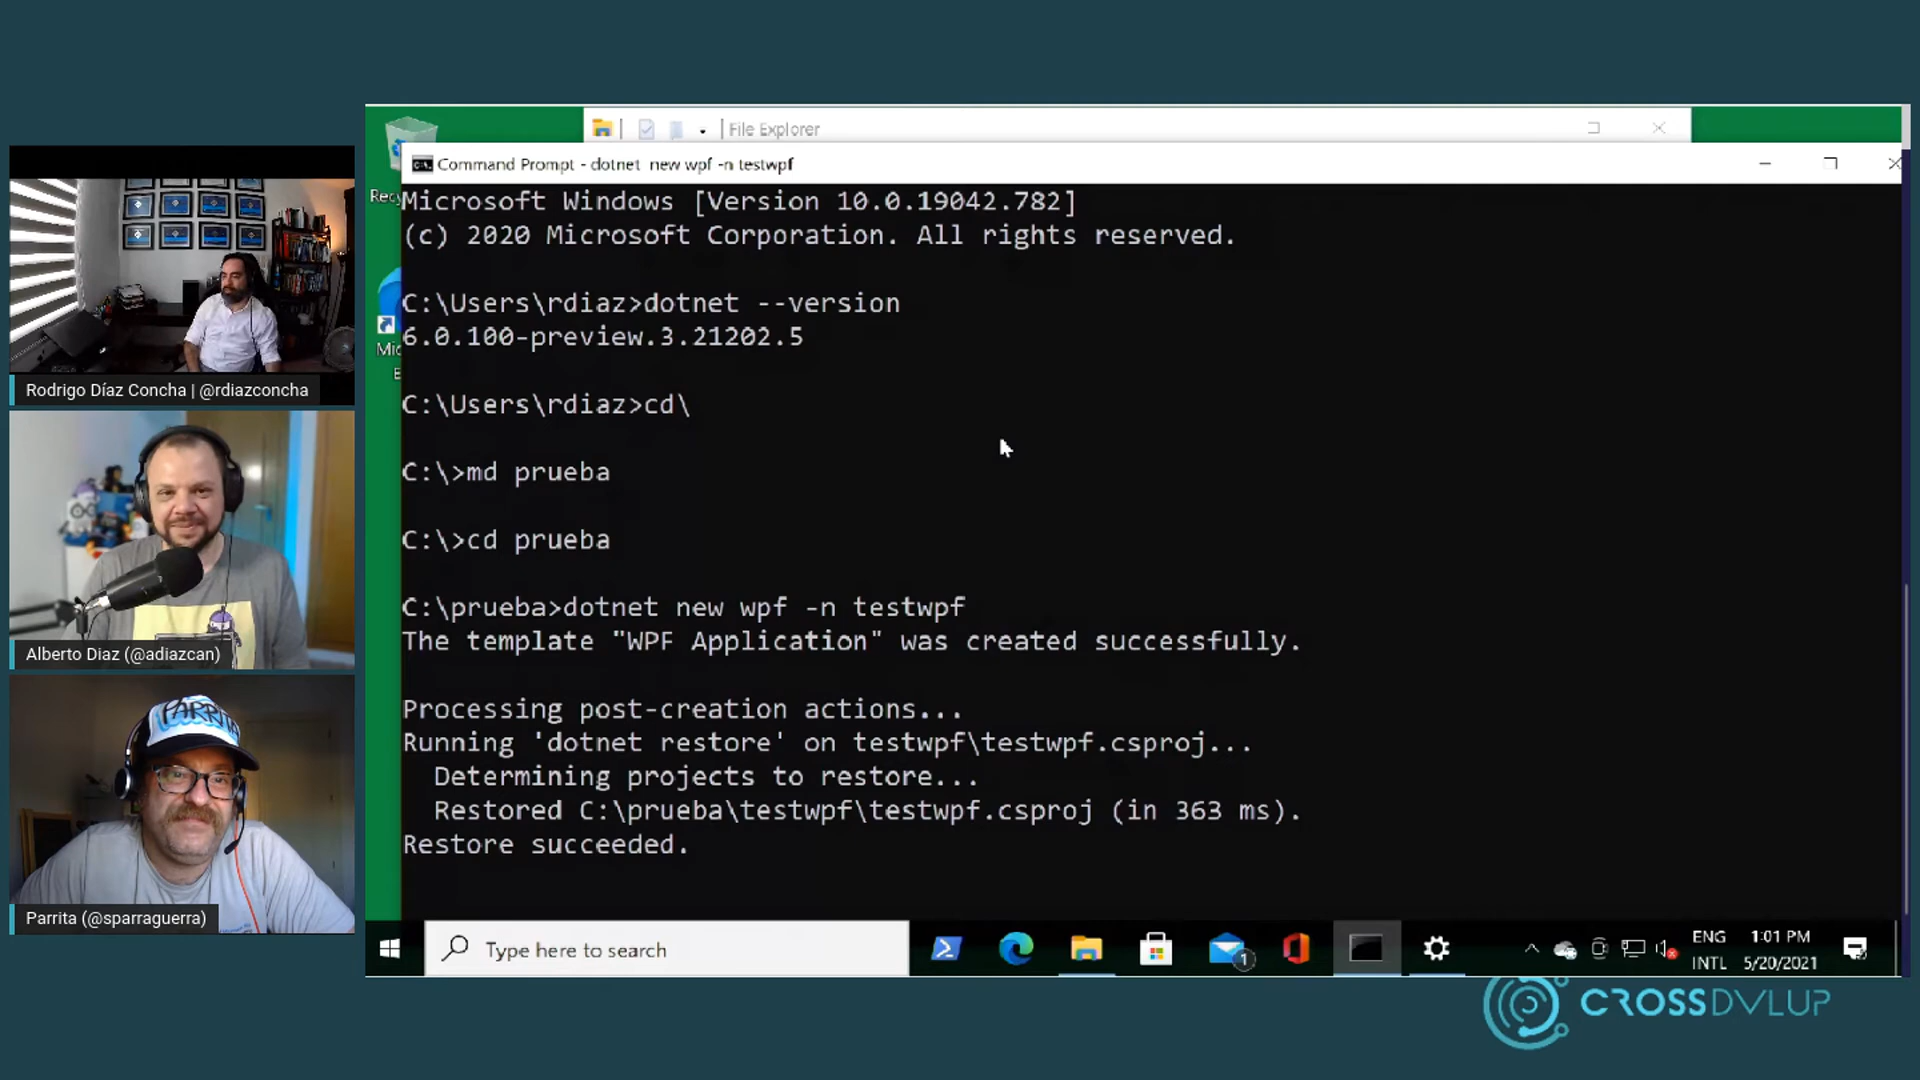 File Explorer
Command Prompt - dotnet  new wpf -n testwpf
Microsoft Windows [Version 10.0.19042.782]
(c) 2020 Microsoft Corporation. All rights reserved.
C:\Users\rdiaz>dotnet --version
6.0.100-preview.3.21202.5
C:\Users\rdiaz>cd\
C:\>md prueba
C:\>cd prueba
C:\prueba>dotnet new wpf -n testwpf
The template "WPF Application" was created successfully.
Processing post-creation actions...
Running 'dotnet restore' on testwpf\testwpf.csproj...
Determining projects to restore...
Restored C:\prueba\testwpf\testwpf.csproj (in 363 ms).
Restore succeeded.
Rodrigo Díaz Concha | @rdiazconcha
Alberto Diaz (@adiazcan)
PARRITA
Parrita (@sparraguerra)
Type here to search
1
ENG
INTL
1:01 PM
5/20/2021
CROSSDVLUP